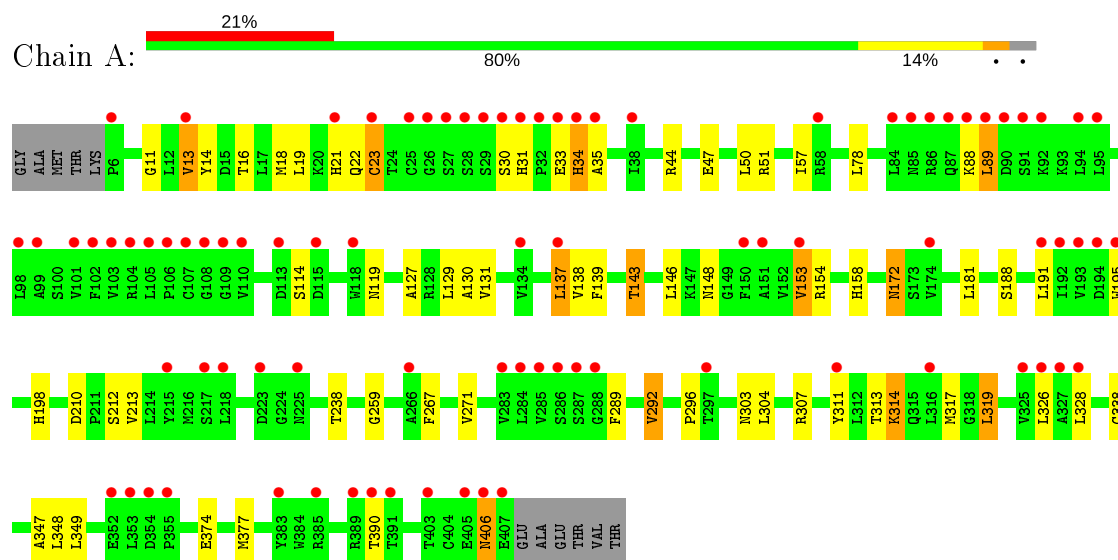 21%
Chain A:
80% 14% • •
GLY ALA MET THR LYS P6 G11 L12 V13 Y14 D15 T16 L17 M18 L19 K20 H21 Q22 C23 T24 C25 G26 S27 S28 S29 S30 H31 P32 E33 H34 A35 I38 R44 E47 L50 R51 I57 R58 L78 L84 N85 R86 Q87 K88 L89 D90 S91 K92 K93 L94 L95
L98 A99 S100 V101 F102 V103 R104 L105 P106 C107 G108 G109 V110 D113 S114 D115 W118 N119 A127 R128 L129 A130 V131 V134 L137 V138 F139 T143 L146 K147 N148 G149 F150 A151 V152 V153 R154 H158 N172 S173 V174 L181 S188 L191 I192 V193 D194 W195
H198 D210 P211 S212 V213 L214 Y215 M216 S217 L218 D223 G224 N225 T238 G259 A266 F267 V271 V283 L284 V285 S286 S287 G288 F289 V292 P296 T297 N303 L304 R307 Y311 L312 T313 K314 Q315 L316 M317 G318 L319 V325 L326 A327 L328
A347 L348 L349 E352 L353 D354 P355 E374 M377 Y383 W384 R385 R389 T390 T391 T403 C404 E405 N406 E407 GLU ALA GLU THR VAL THR